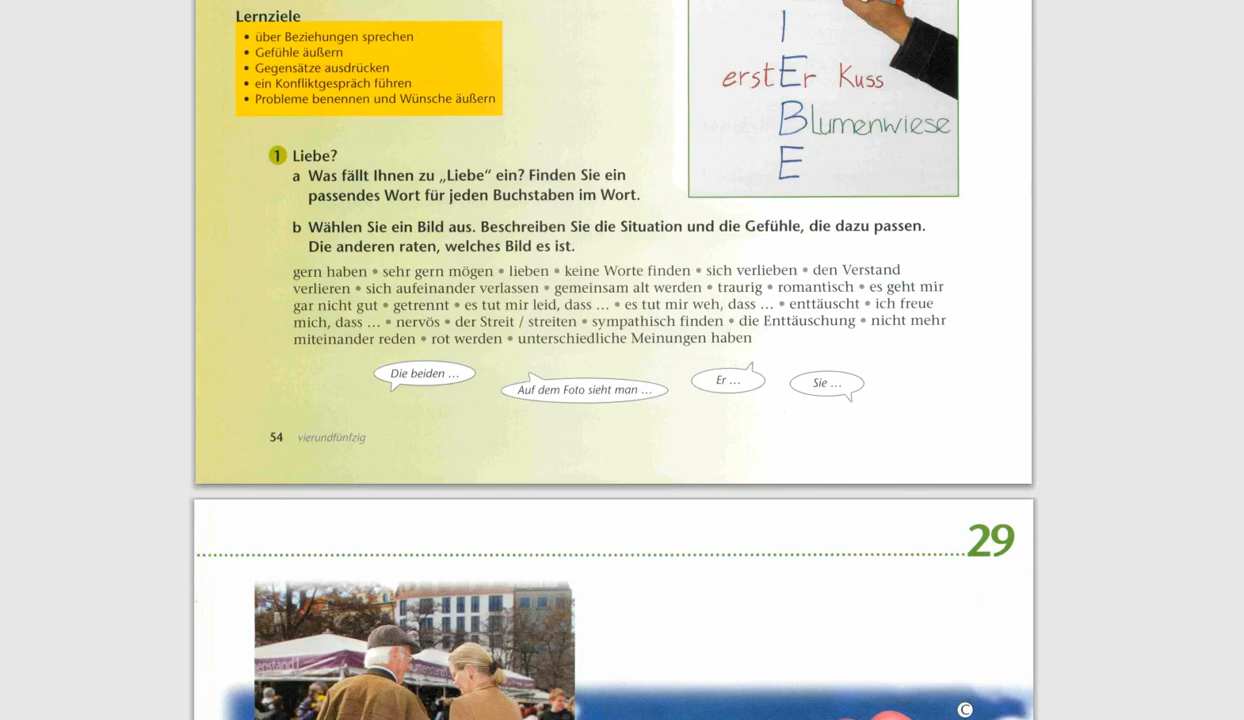 Lernziele
• über Beziehungen sprechen
• Gefühle äußern
• Gegensätze ausdrücken
• ein Konfliktgespräch führen
• Probleme benennen und Wünsche äußern
I
erstEr Kuss
Blumenwiese
E
1 Liebe?
a Was fällt Ihnen zu „Liebe“ ein? Finden Sie ein
passendes Wort für jeden Buchstaben im Wort.
b Wählen Sie ein Bild aus. Beschreiben Sie die Situation und die Gefühle, die dazu passen.
Die anderen raten, welches Bild es ist.
gern haben • sehr gern mögen • lieben • keine Worte finden • sich verlieben • den Verstand
verlieren • sich aufeinander verlassen • gemeinsam alt werden • traurig • romantisch • es geht mir
gar nicht gut • getrennt • es tut mir leid, dass ... • es tut mir weh, dass ... • enttäuscht • ich freue
mich, dass ... • nervös • der Streit / streiten • sympathisch finden • die Enttäuschung • nicht mehr
miteinander reden • rot werden • unterschiedliche Meinungen haben
Die beiden ...
Auf dem Foto sieht man ...
Er ...
Sie ...
54 vierundfünfzig
29
C